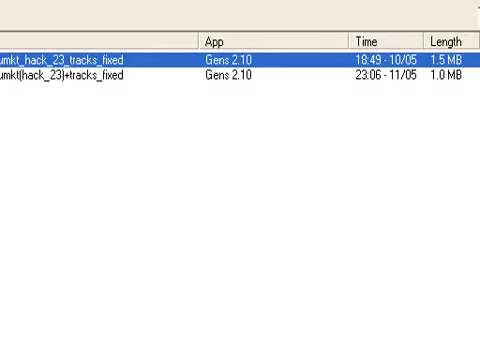 App Time Length
umkt_hack_23_tracks_fixed Gens 2.10 18:49 - 10/05 1.5 MB
umkt(hack_23)+tracks_fixed Gens 2.10 23:06 - 11/05 1.0 MB